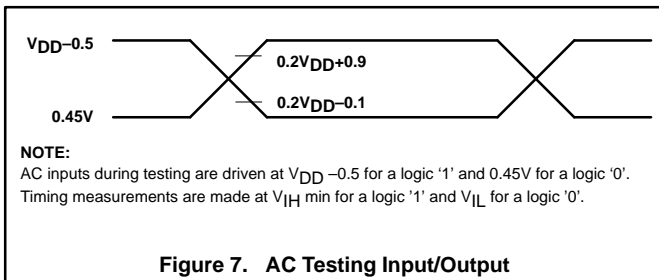 VDD–0.5
0.2VDD+0.9
0.2VDD–0.1
0.45V
NOTE:
AC inputs during testing are driven at VDD –0.5 for a logic '1' and 0.45V for a logic '0'.
Timing measurements are made at VIH min for a logic '1' and VIL for a logic '0'.
Figure 7. AC Testing Input/Output